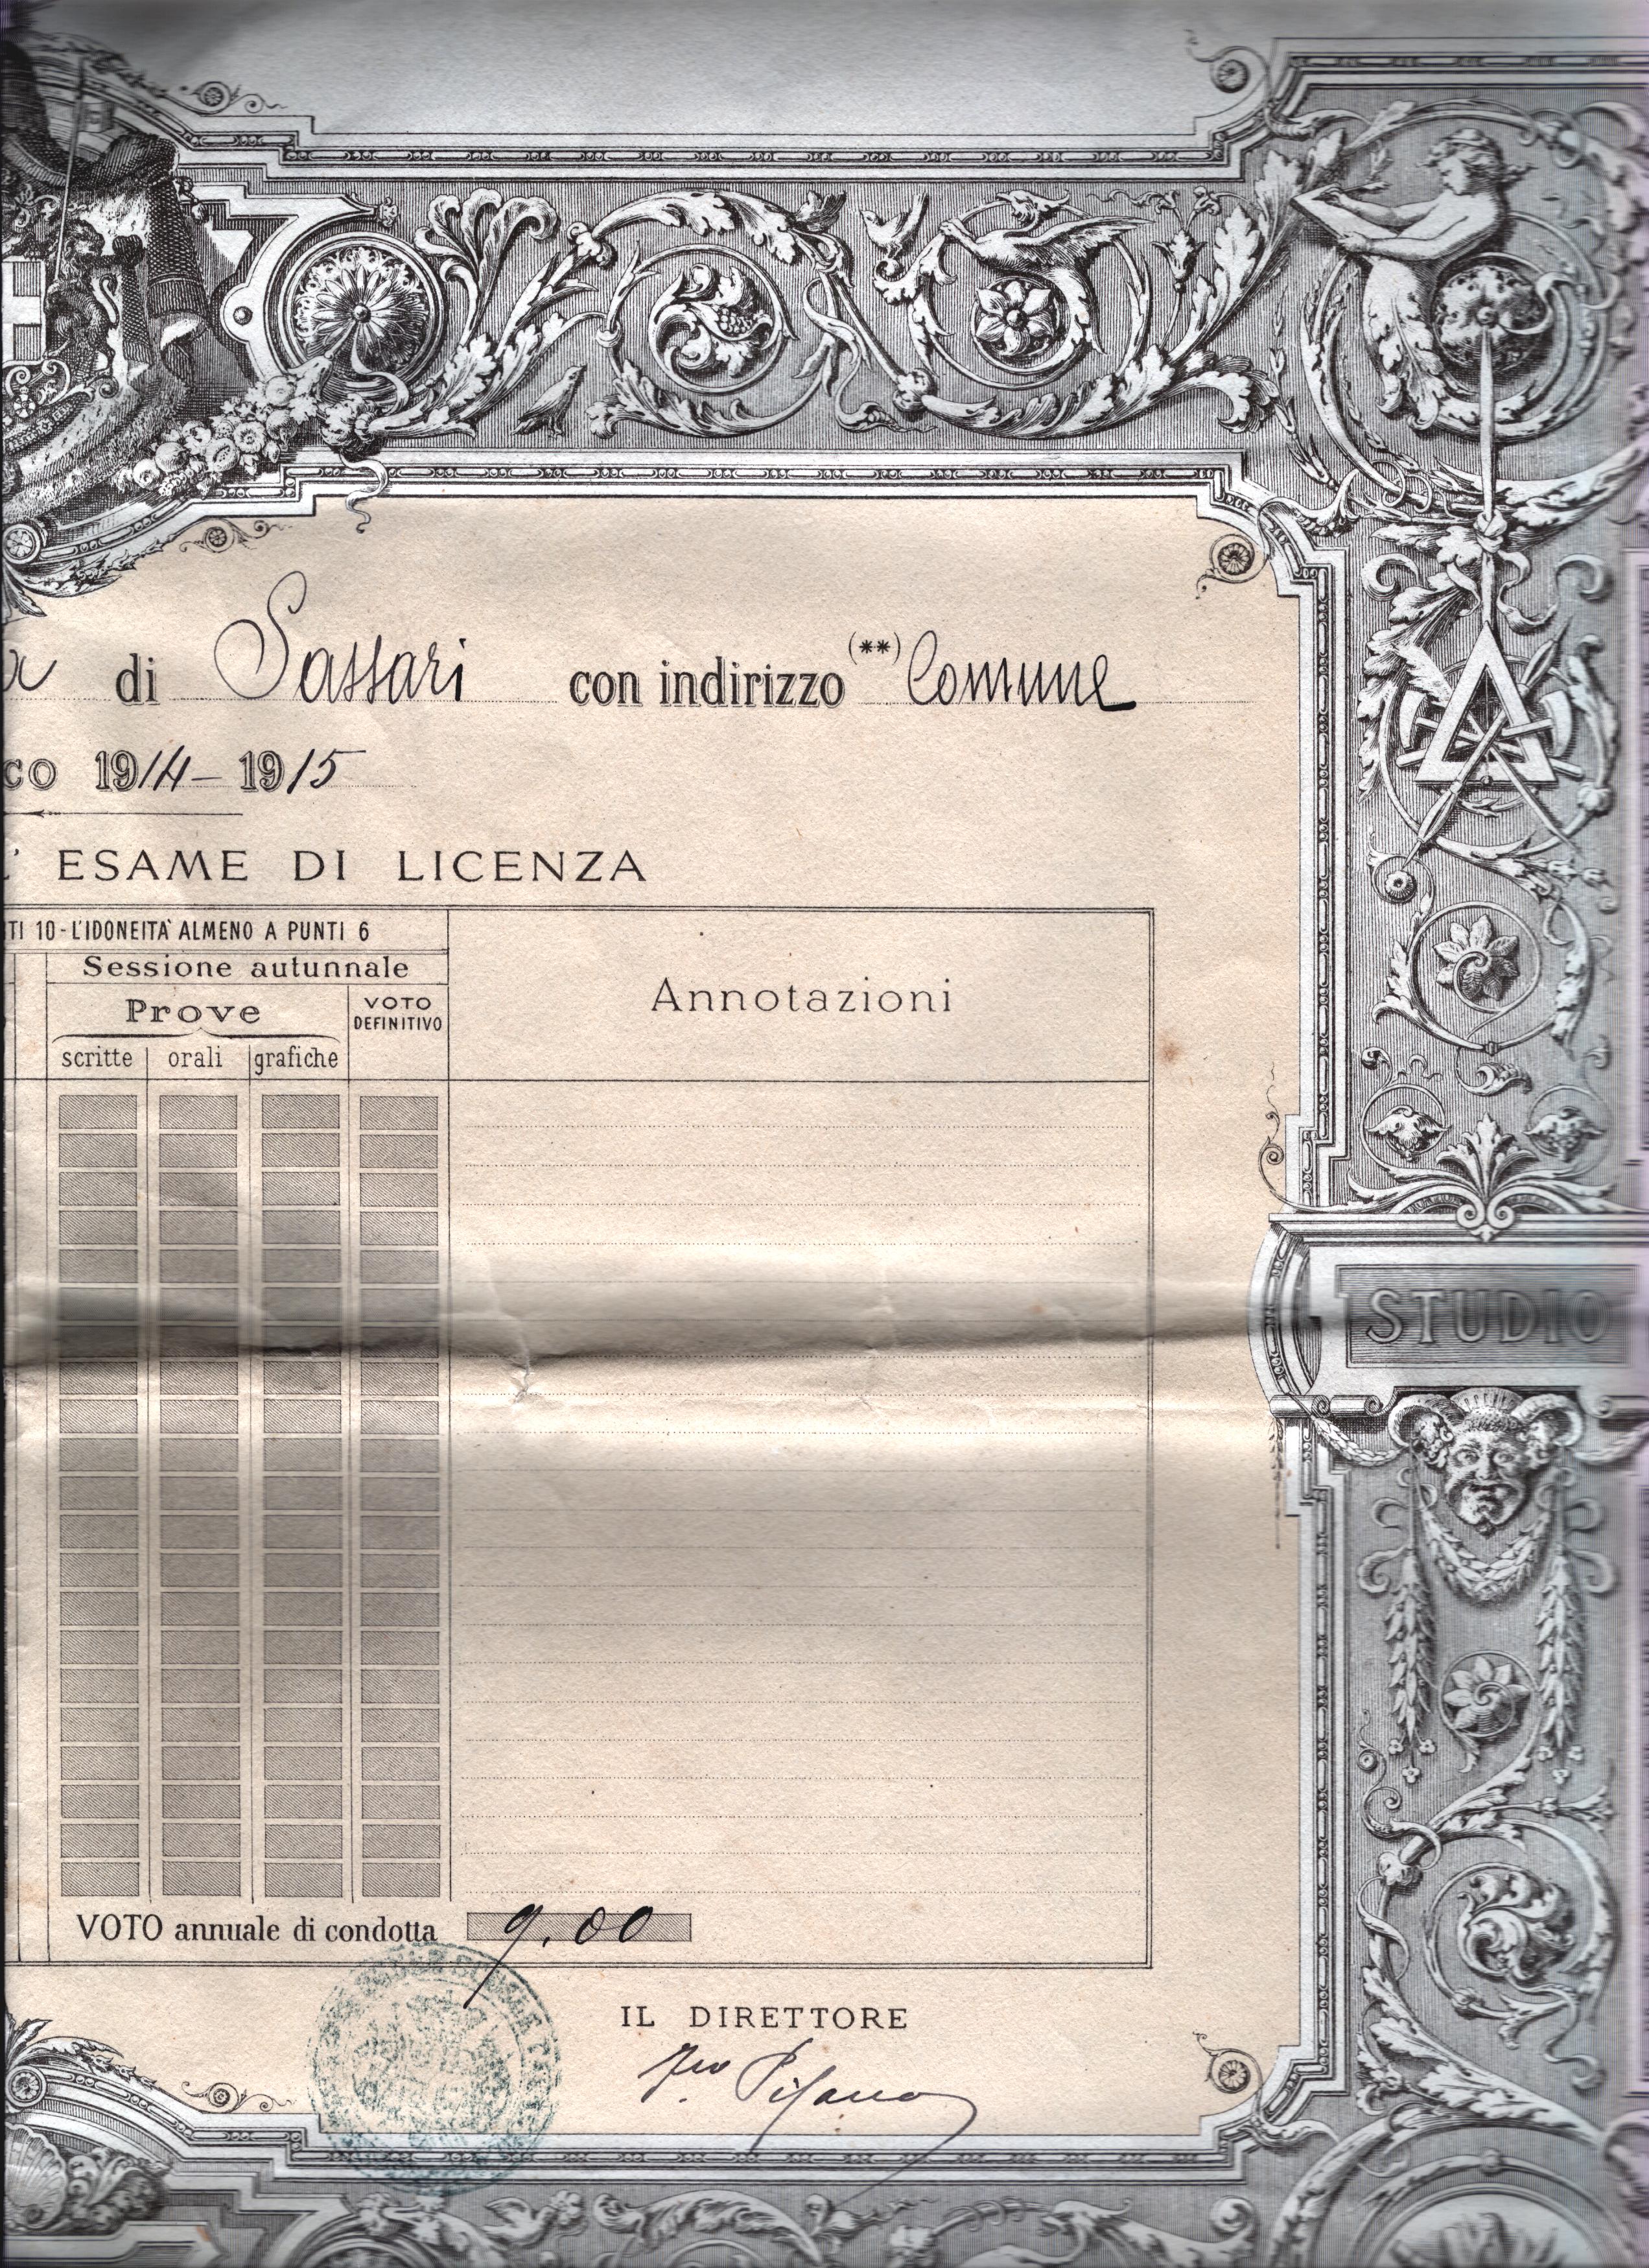 di Sassari con indirizzo (**) Comune
co 1914-1915
' ESAME DI LICENZA
TI 10-L'IDONEITÀ ALMENO A PUNTI 6
Sessione autunnale
Annotazioni
Prove
VOTO
DEFINITIVO
scritte orali grafiche
STUDIO
VOTO annuale di condotta 9.00
IL DIRETTORE
Pisano